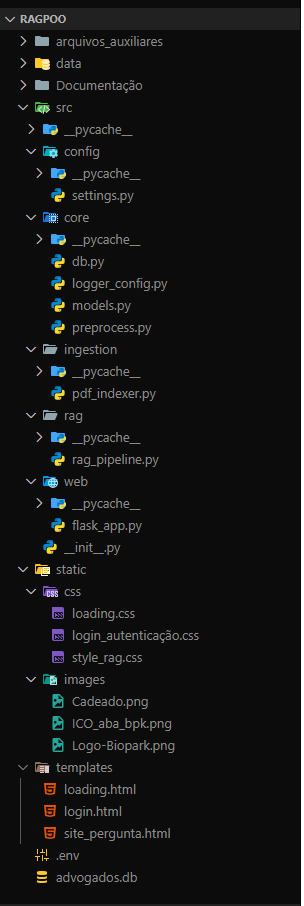 RAGPOO
arquivos_auxiliares
data
Documentação
src
__pycache__
config
__pycache__
settings.py
core
__pycache__
db.py
logger_config.py
models.py
preprocess.py
ingestion
__pycache__
pdf_indexer.py
rag
__pycache__
rag_pipeline.py
web
__pycache__
flask_app.py
__init__.py
static
css
loading.css
login_autenticação.css
style_rag.css
images
Cadeado.png
ICO_aba_bpk.png
Logo-Biopark.png
templates
loading.html
login.html
site_pergunta.html
.env
advogados.db